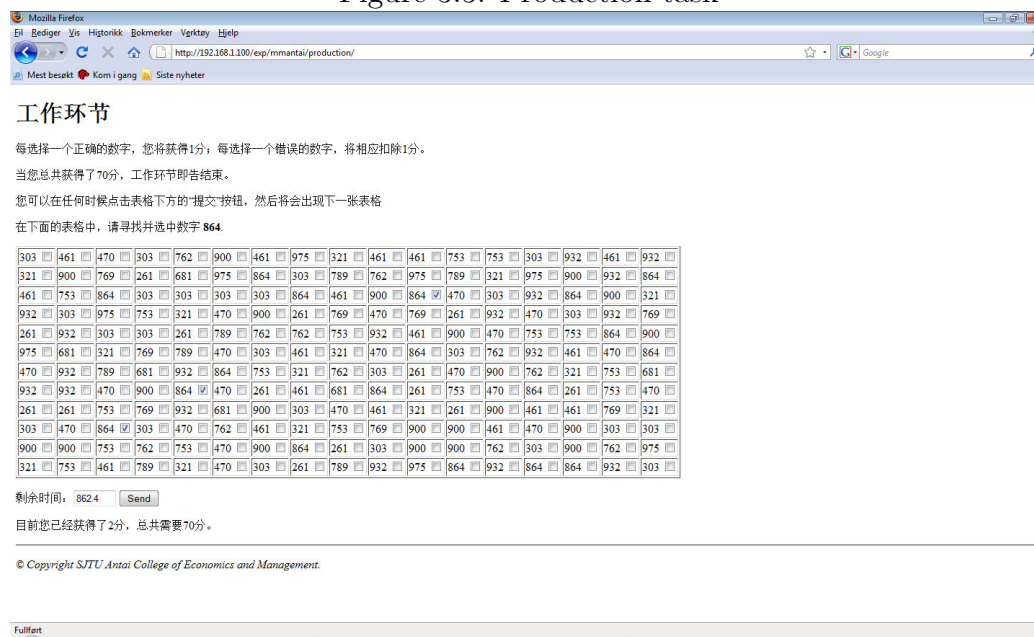 Figure 3.3: Production task
Mozilla Firefox
Fil Rediger Vis Historikk Bokmerker Verktøy Hjelp
http://192.168.1.100/exp/mmantai/production/
Google
Mest besøkt Kom i gang Siste nyheter
工作环节
每选择一个正确的数字，您将获得1分；每选择一个错误的数字，将相应扣除1分。
当您总共获得了70分，工作环节即告结束。
您可以在任何时候点击表格下方的"提交"按钮，然后将会出现下一张表格
在下面的表格中，请寻找并选中数字 864.
303 461 470 303 762 900 461 975 321 461 461 753 753 303 932 461 932
321 900 769 261 681 975 864 303 789 762 975 789 321 975 900 932 864
461 753 864 303 303 303 303 864 461 900 864 470 303 932 864 900 321
932 303 975 753 321 470 900 261 769 470 769 261 932 470 303 932 769
261 932 303 303 261 789 762 762 753 932 461 900 470 753 753 864 900
975 681 321 769 789 470 303 461 321 470 864 303 762 932 461 470 864
470 932 789 681 932 864 753 321 762 303 261 470 900 762 321 753 681
932 932 470 900 864 470 261 461 681 864 261 753 470 864 261 753 470
261 261 753 769 932 681 900 303 470 461 321 261 900 461 461 769 321
303 470 864 303 470 762 461 321 753 769 900 900 461 470 900 303 303
900 900 753 762 753 470 900 864 261 303 900 900 762 303 900 762 975
321 753 461 789 321 470 303 261 789 932 975 864 932 864 864 932 303
剩余时间：862.4 Send
目前您已经获得了2分，总共需要70分。
© Copyright SJTU Antai College of Economics and Management.
Fullført